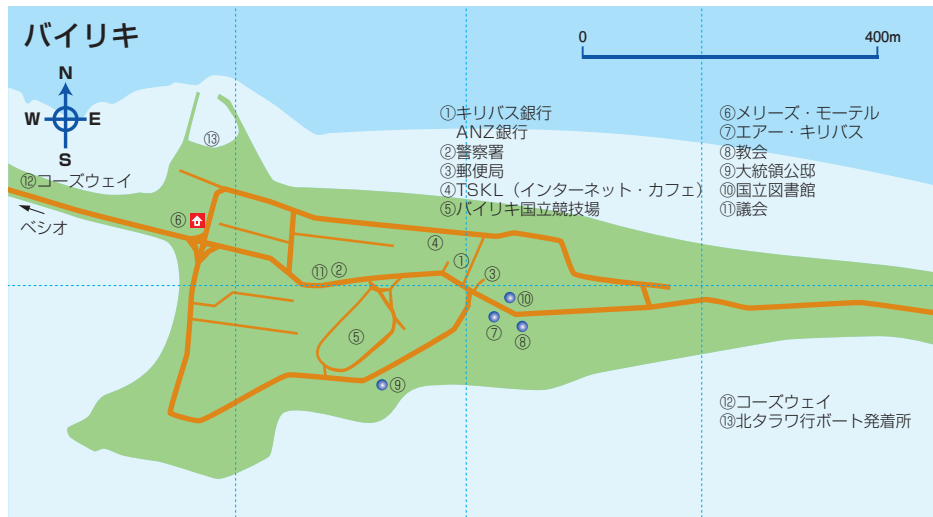 バイリキ
N
W
E
S
0
400m
①キリバス銀行
ANZ銀行
②警察署
③郵便局
④TSKL（インターネット・カフェ）
⑤バイリキ国立競技場
⑥メリーズ・モーテル
⑦エアー・キリバス
⑧教会
⑨大統領公邸
⑩国立図書館
⑪議会
⑬
⑫コーズウェイ
ベシオ
⑥
④
①
⑪②
③
⑩
⑦
⑧
⑤
⑨
⑫コーズウェイ
⑬北タラワ行ボート発着所